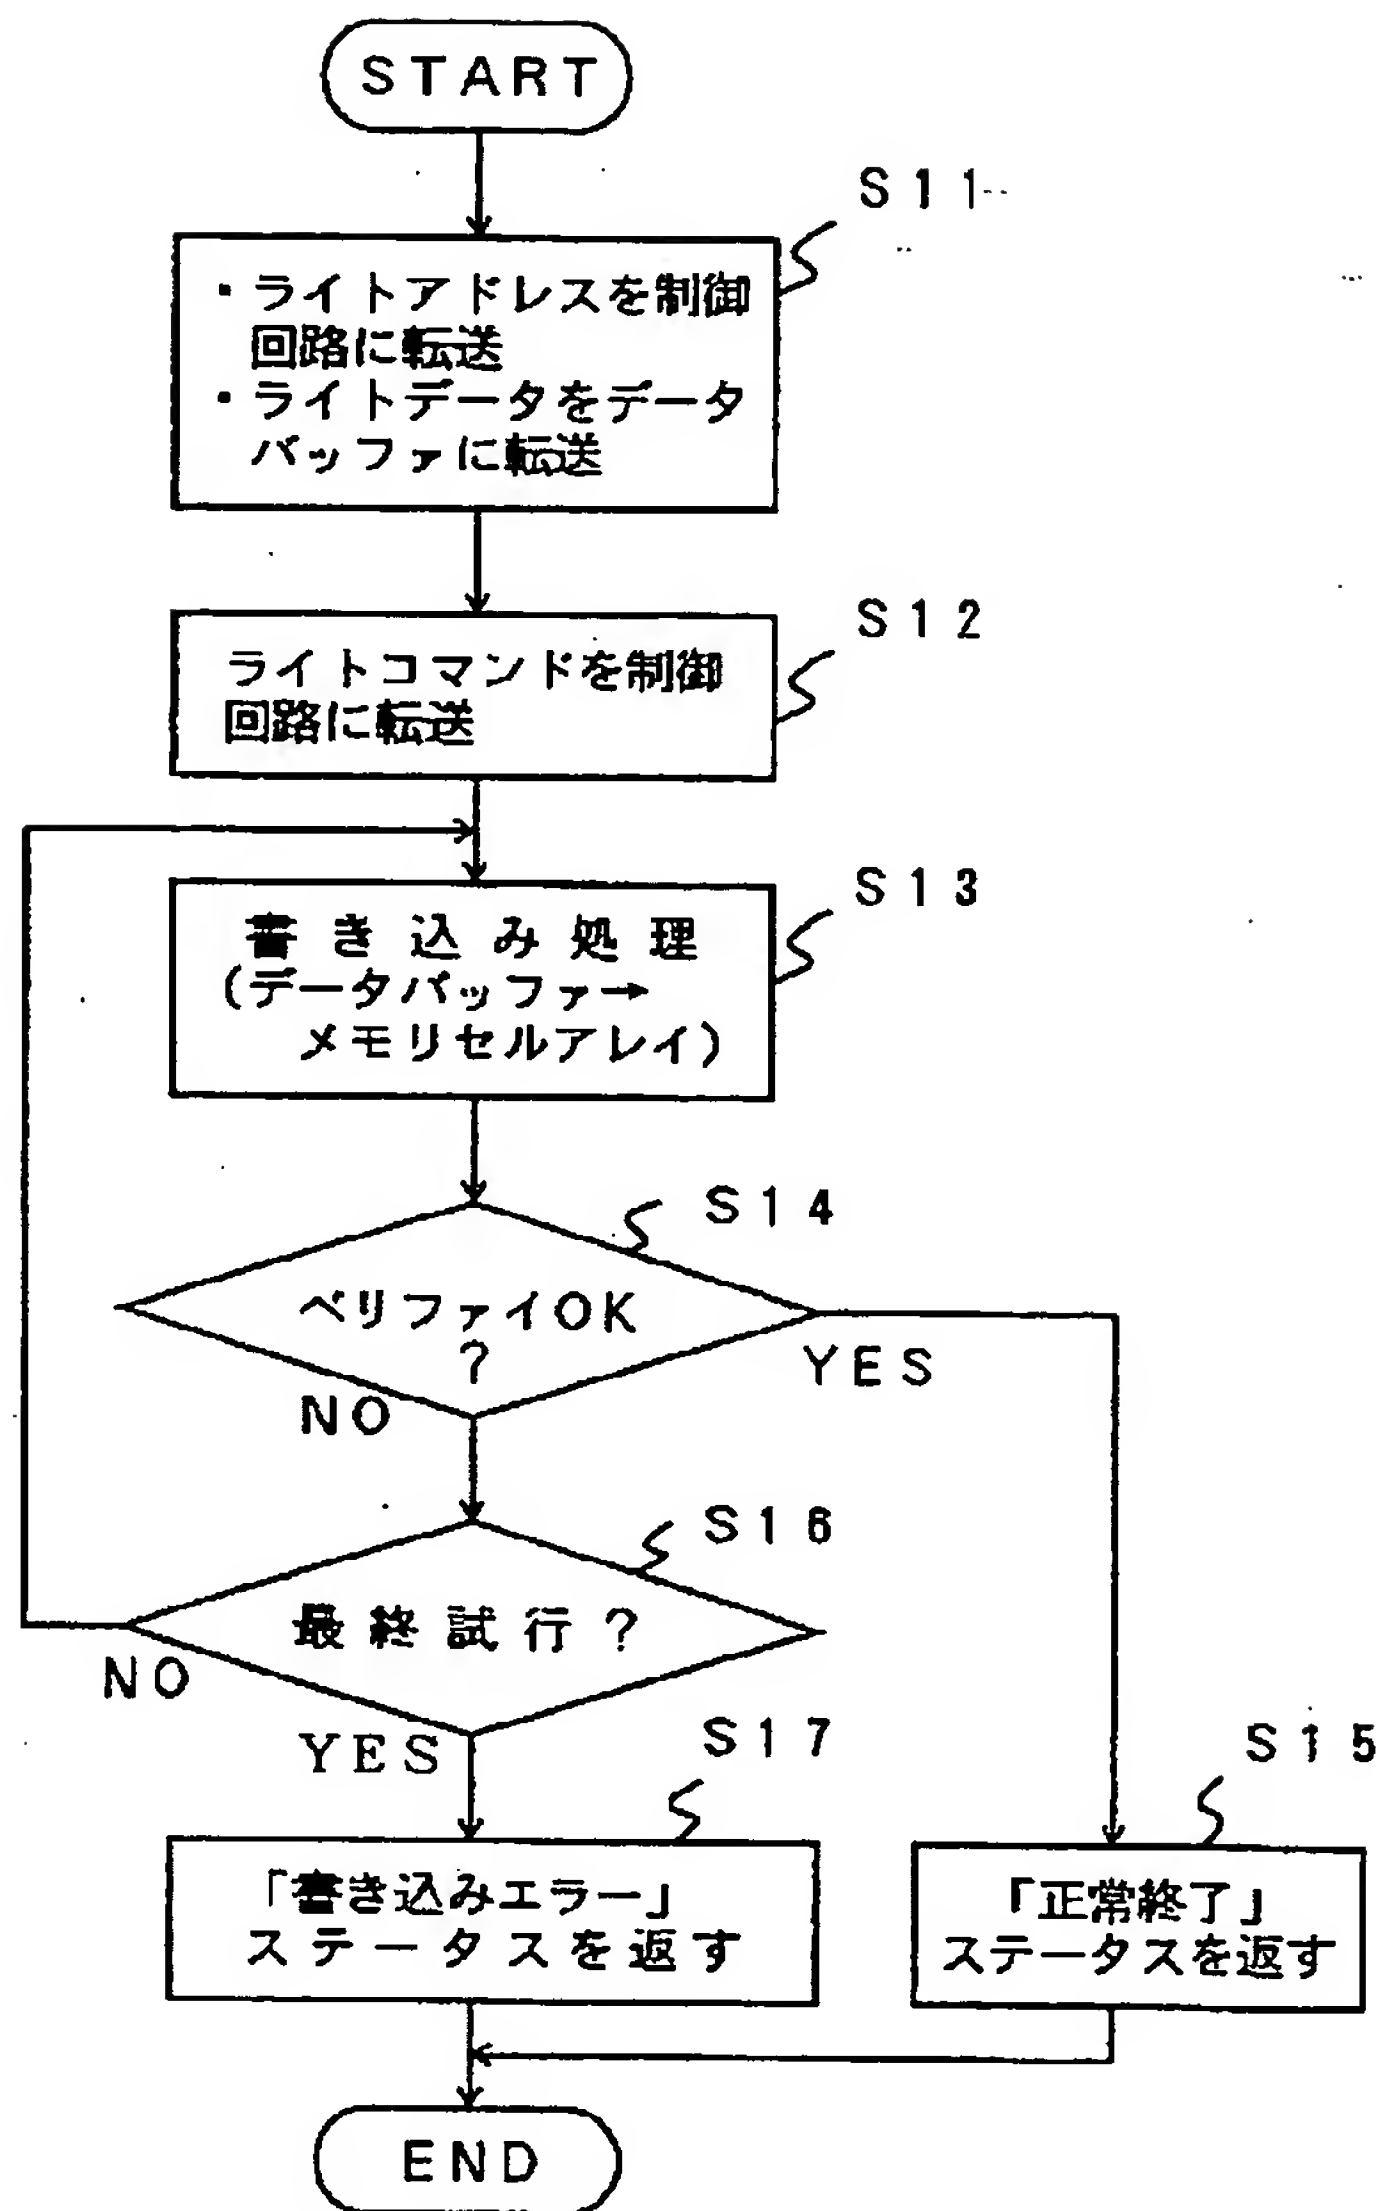 START
S11
・ライトアドレスを制御
回路に転送
・ライトデータをデータ
バッファに転送
S12
ライトコマンドを制御
回路に転送
S13
書き込み処理
(データバッファ→
メモリセルアレイ)
S14
ベリファイOK
?
YES
NO
S16
最終試行?
NO
YES
S17
S15
「書き込みエラー」
ステータスを返す
「正常終了」
ステータスを返す
END